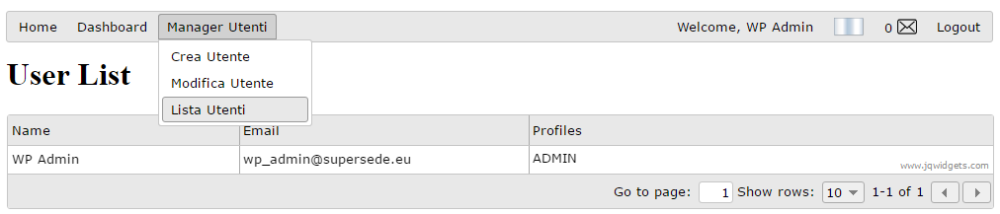 Home Dashboard Manager Utenti Welcome, WP Admin 0 Logout
Crea Utente
Modifica Utente
Lista Utenti
User List
Name Email Profiles
WP Admin wp_admin@supersede.eu ADMIN
www.jqwidgets.com
Go to page: 1 Show rows: 10 1-1 of 1